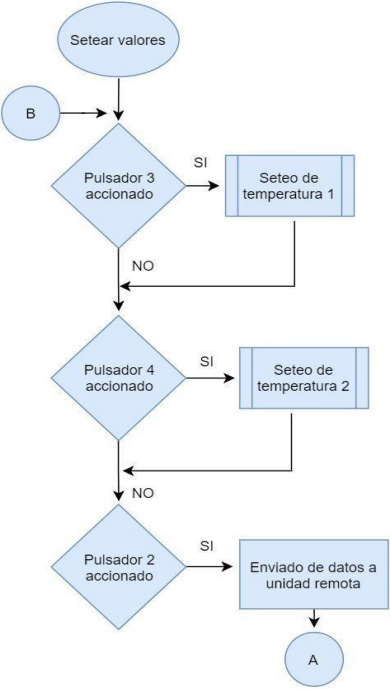 Setear valores
B
Pulsador 3
accionado
SI
Seteo de
temperatura 1
NO
Pulsador 4
accionado
SI
Seteo de
temperatura 2
NO
Pulsador 2
accionado
SI
Enviado de datos a
unidad remota
A